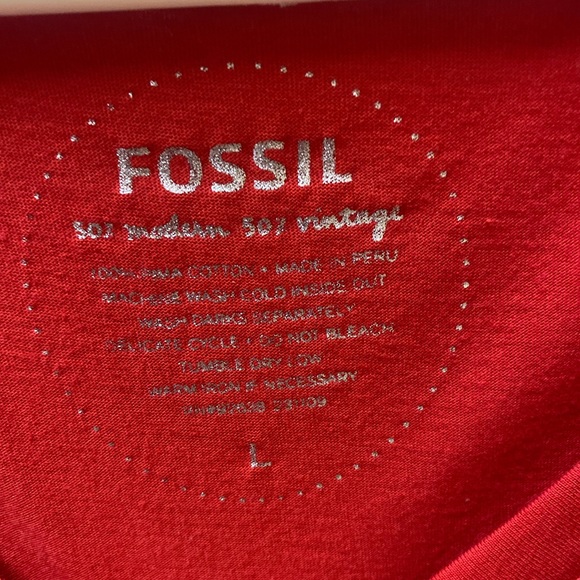 FOSSIL
50% modern 50% vintage
100% PIMA COTTON • MADE IN PERU
MACHINE WASH COLD INSIDE OUT
WASH DARKS SEPARATELY
DELICATE CYCLE | DO NOT BLEACH
TUMBLE DRY LOW
WARM IRON IF NECESSARY
L